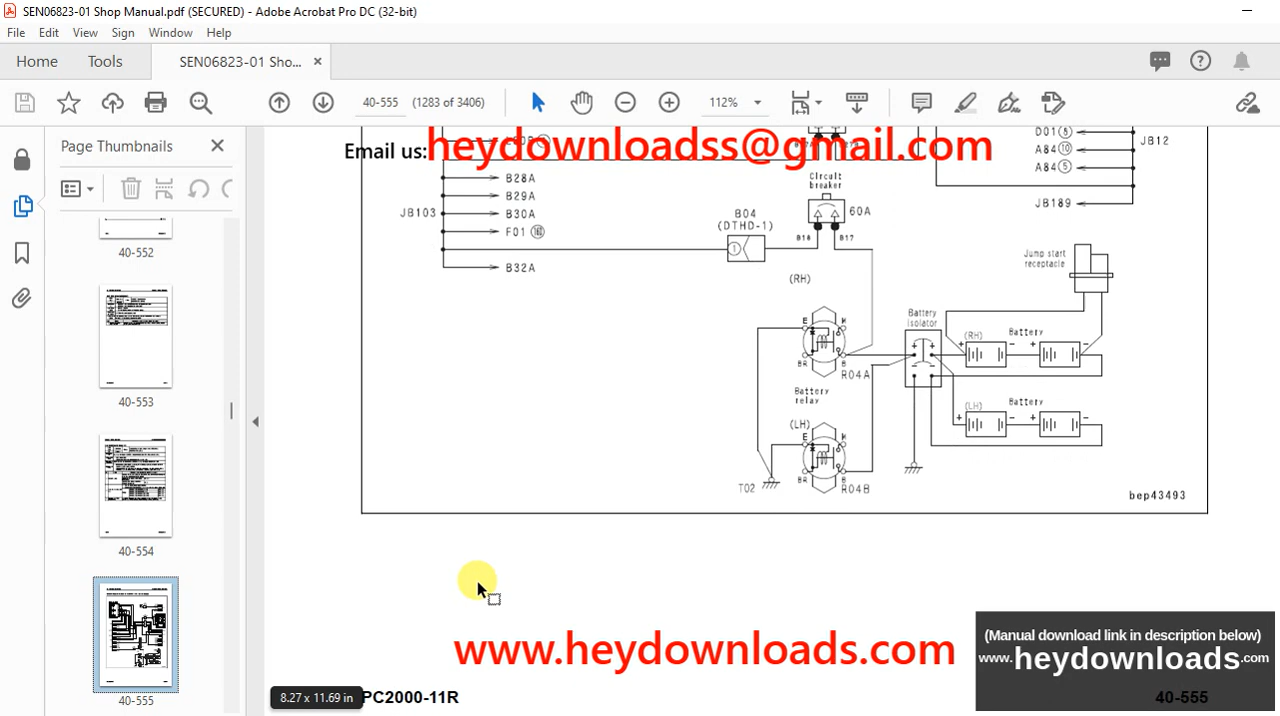 SEN06823-01 Shop Manual.pdf (SECURED) - Adobe Acrobat Pro DC (32-bit)
File Edit View Sign Window Help
Home Tools SEN06823-01 Sho... ×
40-555 (1283 of 3406) 112%
Page Thumbnails
40-552
40-553
40-554
40-555
Email us: heydownloadss@gmail.com
D01
A84 ⑩
A84 ⑤
JB12
JB189
B28A
B29A
B30A
F01
B32A
JB103
Circuit
breaker
60A
B16 B17
B04
(DTHD-1)
①
Jump start
receptacle
(RH)
E M
BR B
R04A
Battery
relay
(LH)
E M
BR B
R04B
T02
Battery
isolator
(RH) Battery
+ - + -
(LH) Battery
+ - + -
bep43493
www.heydownloads.com
(Manual download link in description below)
www.heydownloads.com
8.27 x 11.69 in
PC2000-11R
40-555